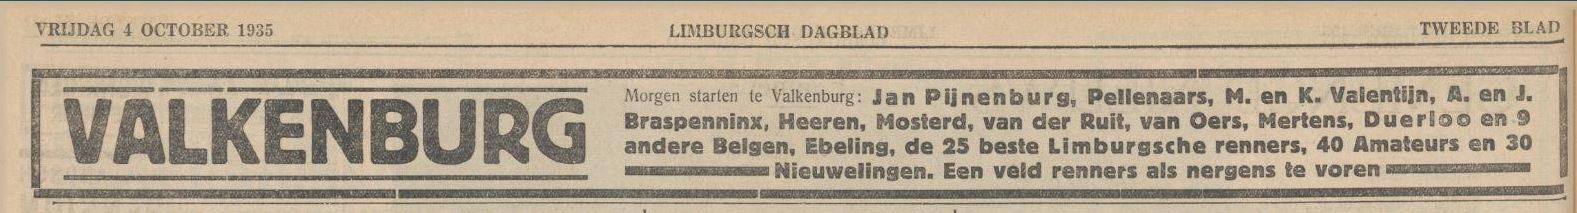 VRIJDAG 4 OCTOBER 1935 LIMBURGSCH DAGBLAD TWEEDE BLAD
VALKENBURG
Morgen starten te Valkenburg: Jan Pijnenburg, Pellenaars, M. en K. Valentijn, A. en J.
Braspenninx, Heeren, Mosterd, van der Ruit, van Oers, Mertens, Duerloo en 9
andere Belgen, Ebeling, de 25 beste Limburgsche renners, 40 Amateurs en 30
Nieuwelingen. Een veld renners als nergens te voren